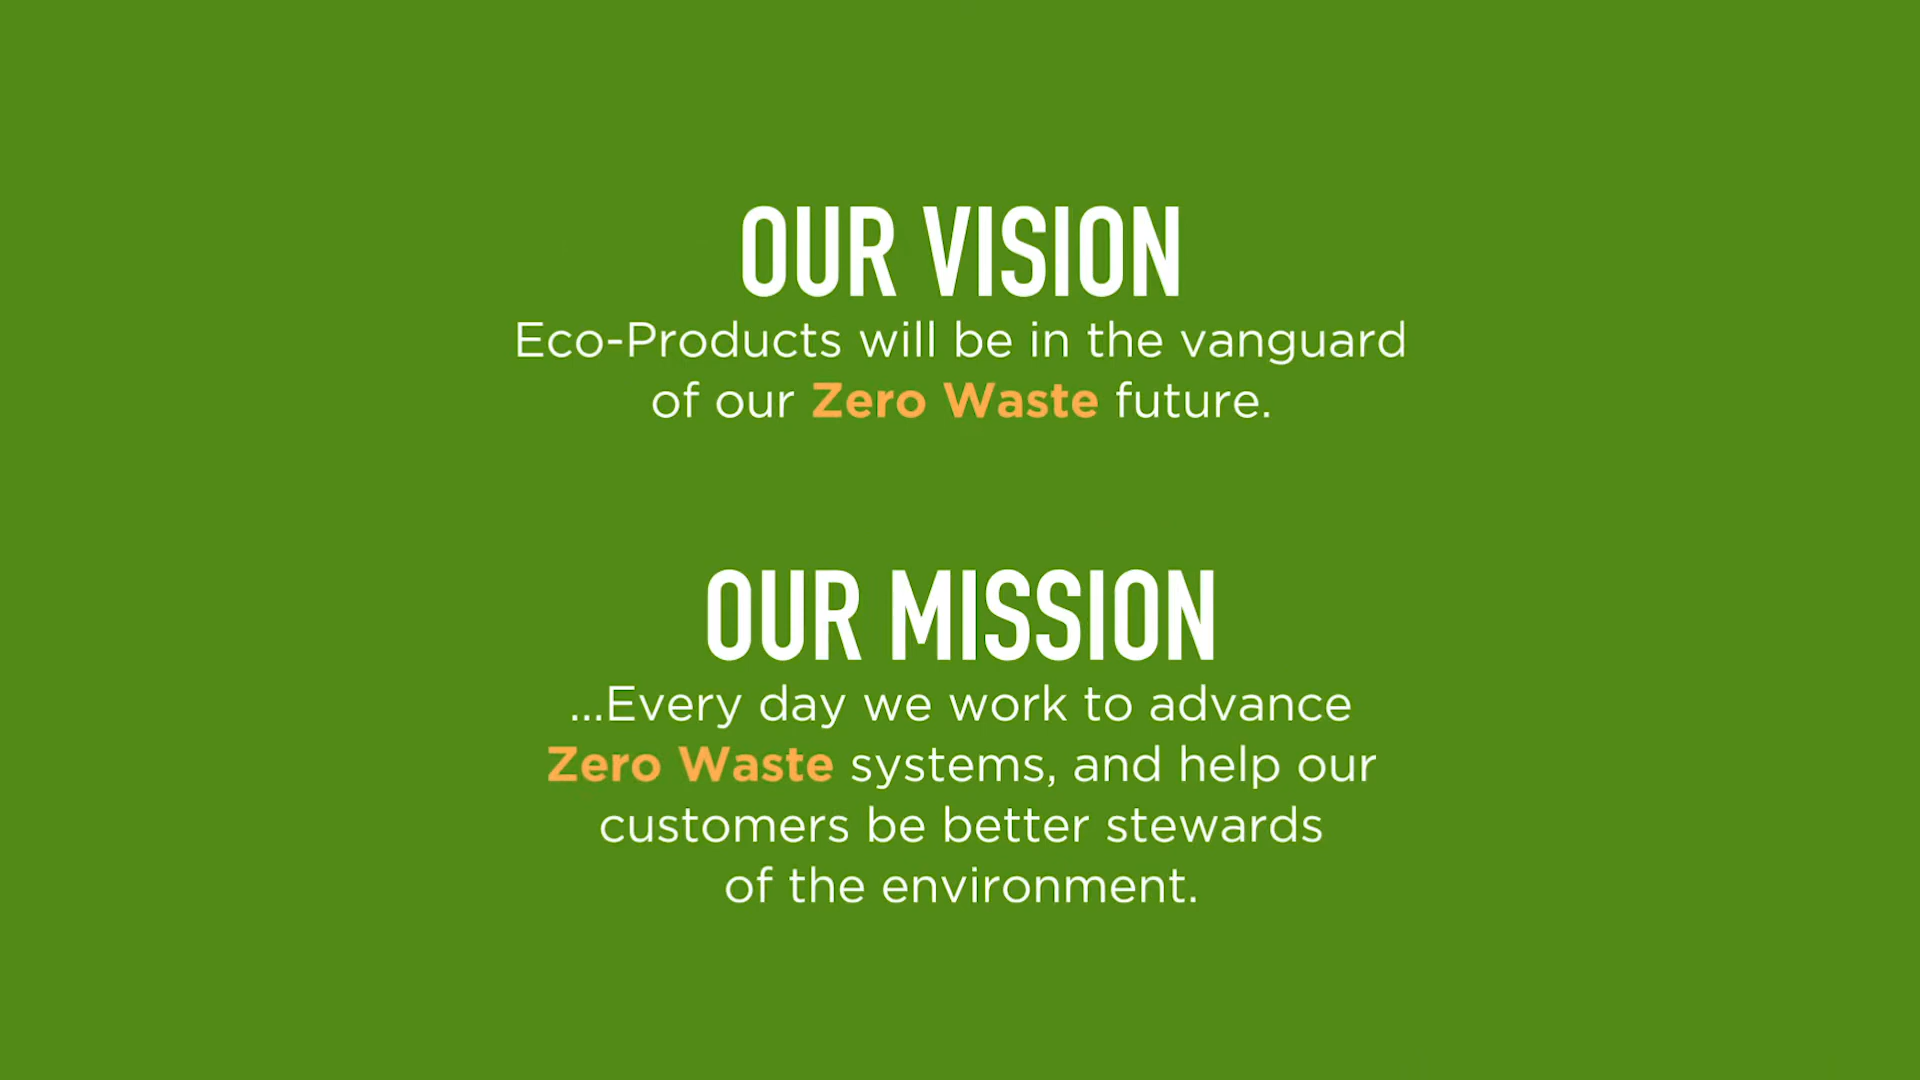 OUR VISION
Eco-Products will be in the vanguard
of our Zero Waste future.
OUR MISSION
...Every day we work to advance
Zero Waste systems, and help our
customers be better stewards
of the environment.